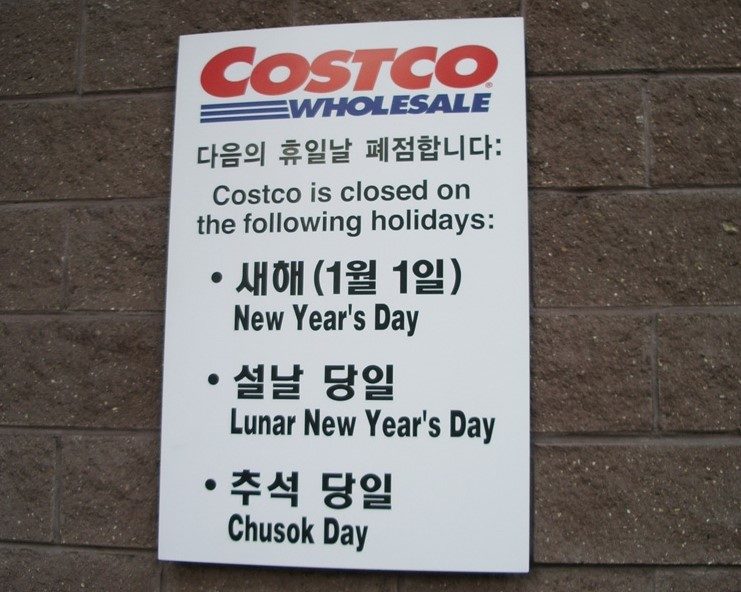 COSTCO
WHOLESALE
다음의 휴일날 폐점합니다:
Costco is closed on
the following holidays:
• 새해 (1월 1일)
New Year's Day
• 설날 당일
Lunar New Year's Day
• 추석 당일
Chusok Day